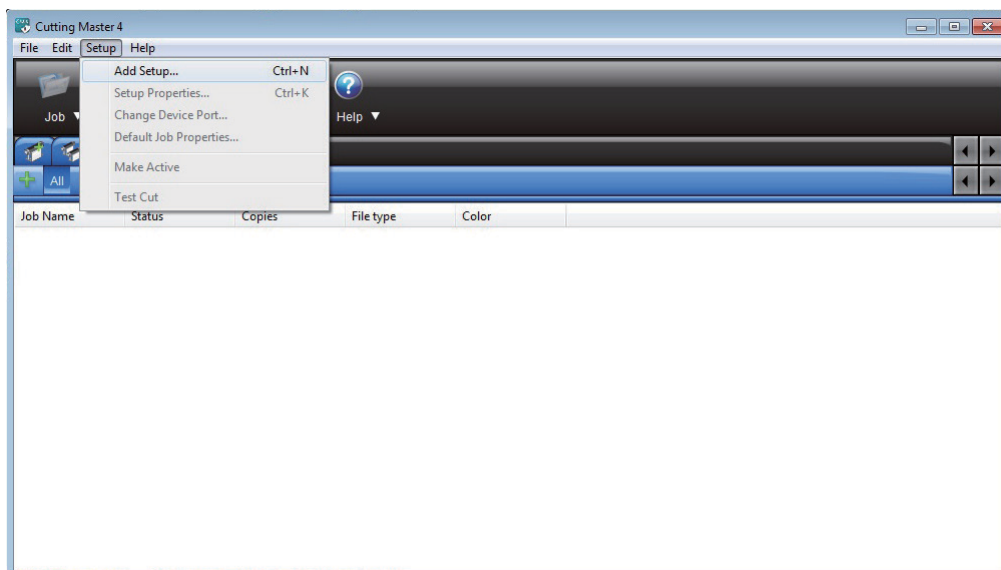 Cutting Master 4
File Edit Setup Help
Add Setup... Ctrl+N
Setup Properties... Ctrl+K
Change Device Port...
Default Job Properties...
Make Active
Test Cut
Job ▼ Help ▼
All
Job Name Status Copies File type Color